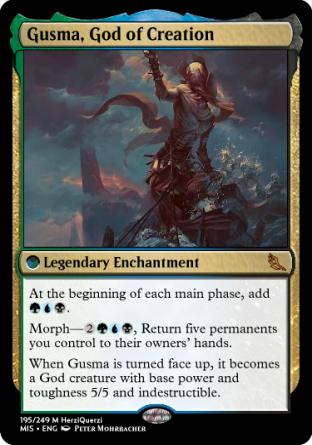 Gusma, God of Creation
Legendary Enchantment
At the beginning of each main phase, add
.
Morph—2, Return five permanents
you control to their owners' hands.
When Gusma is turned face up, it becomes
a God creature with base power and
toughness 5/5 and indestructible.
195/249 M HerziQuerzi
MIS • ENG Peter Mohrbacher